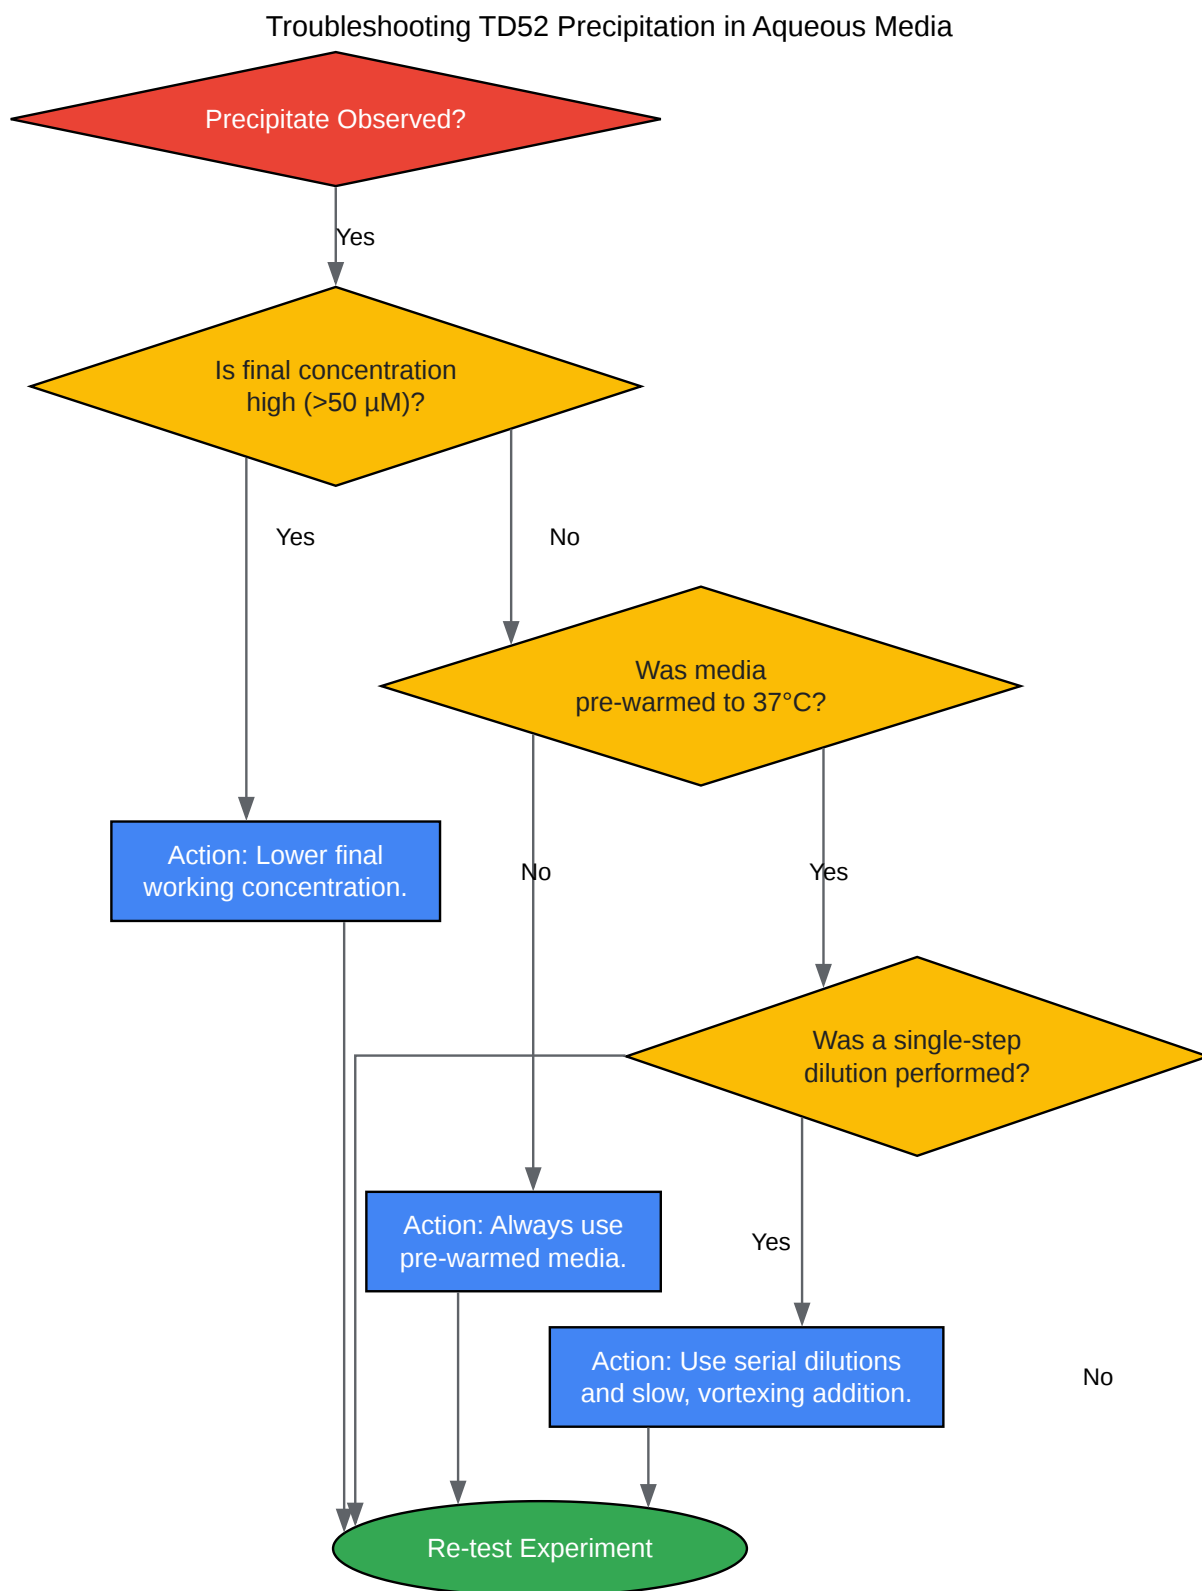 Troubleshooting TD52 Precipitation in Aqueous Media
Precipitate Observed?
Yes
Is final concentration
high (>50 µM)?
Yes
No
Was media
pre-warmed to 37°C?
Action: Lower final
working concentration.
No
Yes
Was a single-step
dilution performed?
Action: Always use
pre-warmed media.
Yes
Action: Use serial dilutions
and slow, vortexing addition.
No
Re-test Experiment